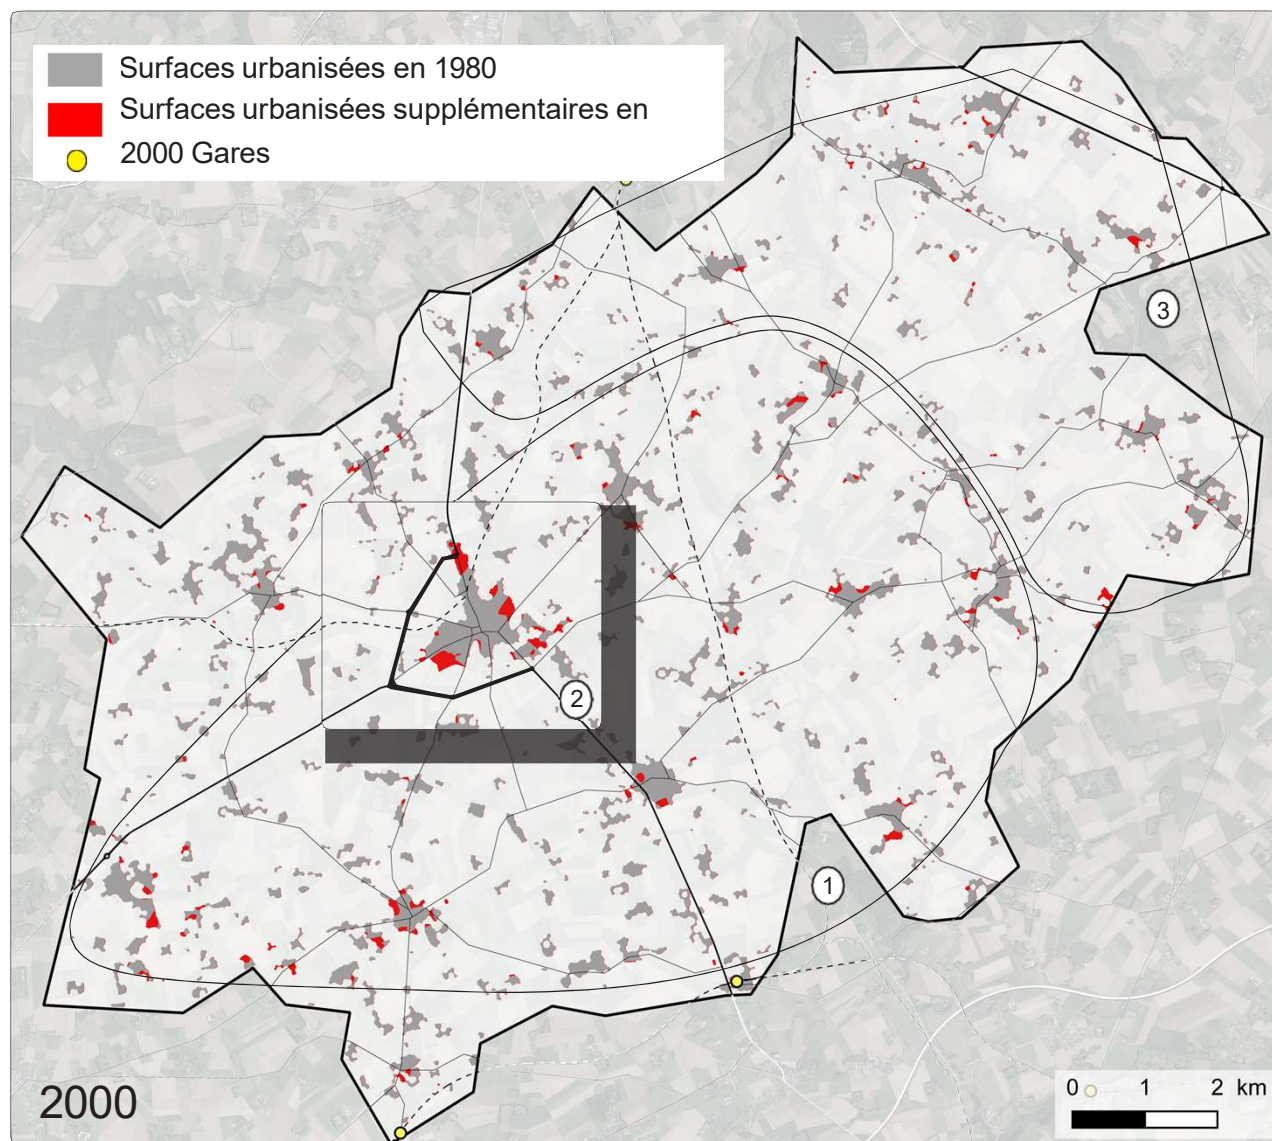 Surfaces urbanisées en 1980
Surfaces urbanisées supplémentaires en
2000 Gares
3
2
1
2000
0 1 2 km